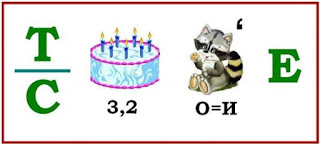 Т
С
3,2
‘
О=И
Е